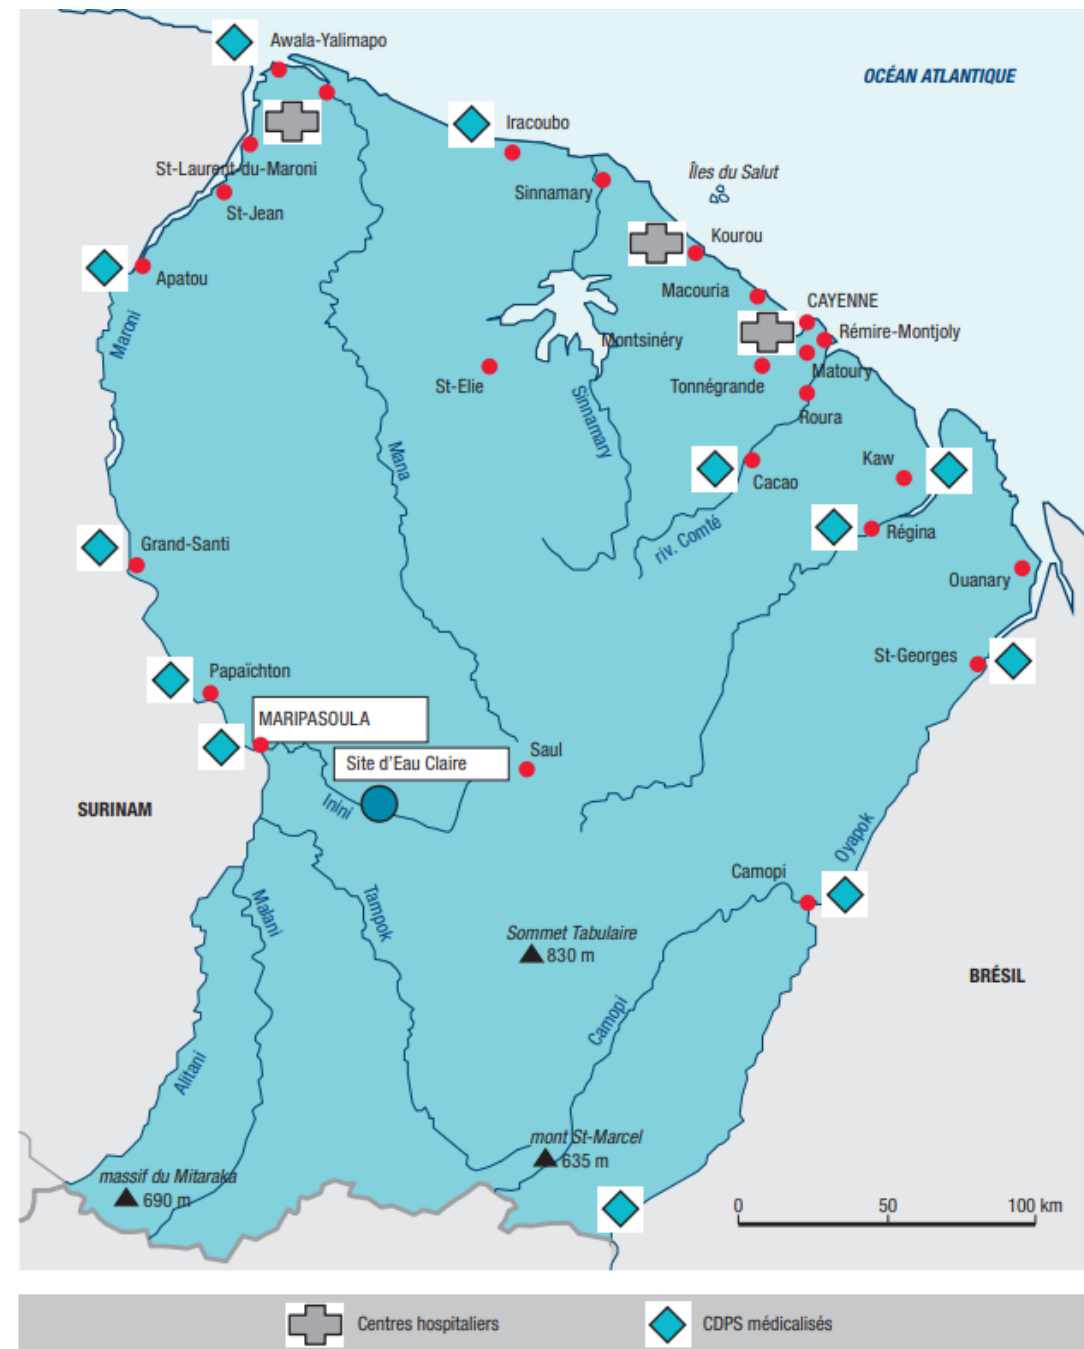 Awala-Yalimapo
OCÉAN ATLANTIQUE
Iracoubo
St-Laurent-du-Maroni
Îles du Salut
Sinnamary
St-Jean
Kourou
Apatou
Macouria
CAYENNE
Maroni
Rémire-Montjoly
Montsinéry
Matoury
St-Elie
Tonnégrande
Sinnamary
Roura
Mana
Kaw
Cacao
Régina
riv. Comté
Grand-Santi
Ouanary
St-Georges
Papaïchton
MARIPASOULA
Saul
Site d'Eau Claire
Inini
SURINAM
Oyapok
Camopi
Malani
Tampok
Sommet Tabulaire
830 m
BRÉSIL
Camopi
Alitani
mont St-Marcel
635 m
massif du Mitaraka
690 m
0 50 100 km
Centres hospitaliers
CDPS médicalisés